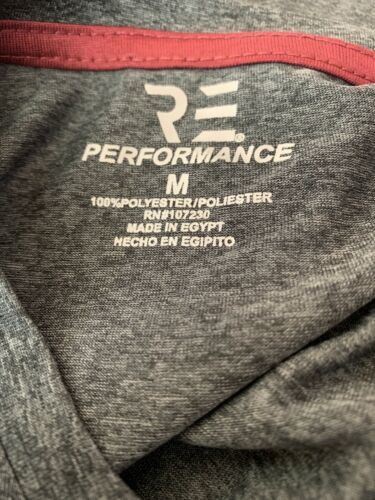 RE®
PERFORMANCE
M
100%POLYESTER/POLIESTER
RN#107230
MADE IN EGYPT
HECHO EN EGIPITO